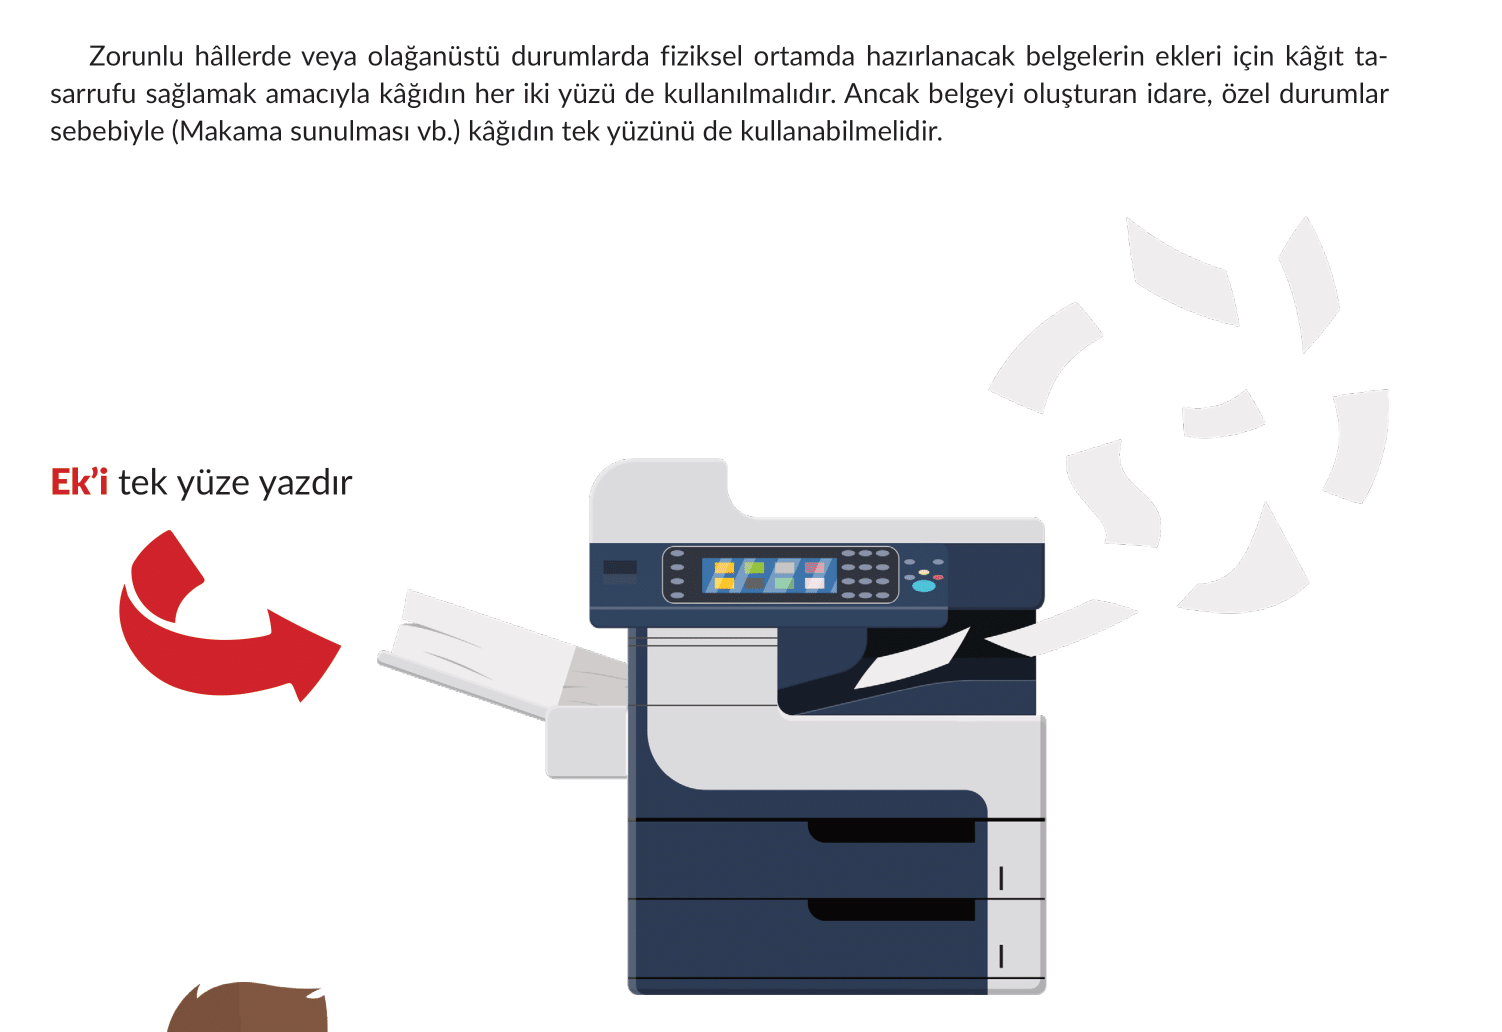 Zorunlu hâllerde veya olağanüstü durumlarda fiziksel ortamda hazırlanacak belgelerin ekleri için kâğıt ta-
sarrufu sağlamak amacıyla kâğıdın her iki yüzü de kullanılmalıdır. Ancak belgeyi oluşturan idare, özel durumlar
sebebiyle (Makama sunulması vb.) kâğıdın tek yüzünü de kullanabilmelidir.
Ek’i tek yüze yazdır